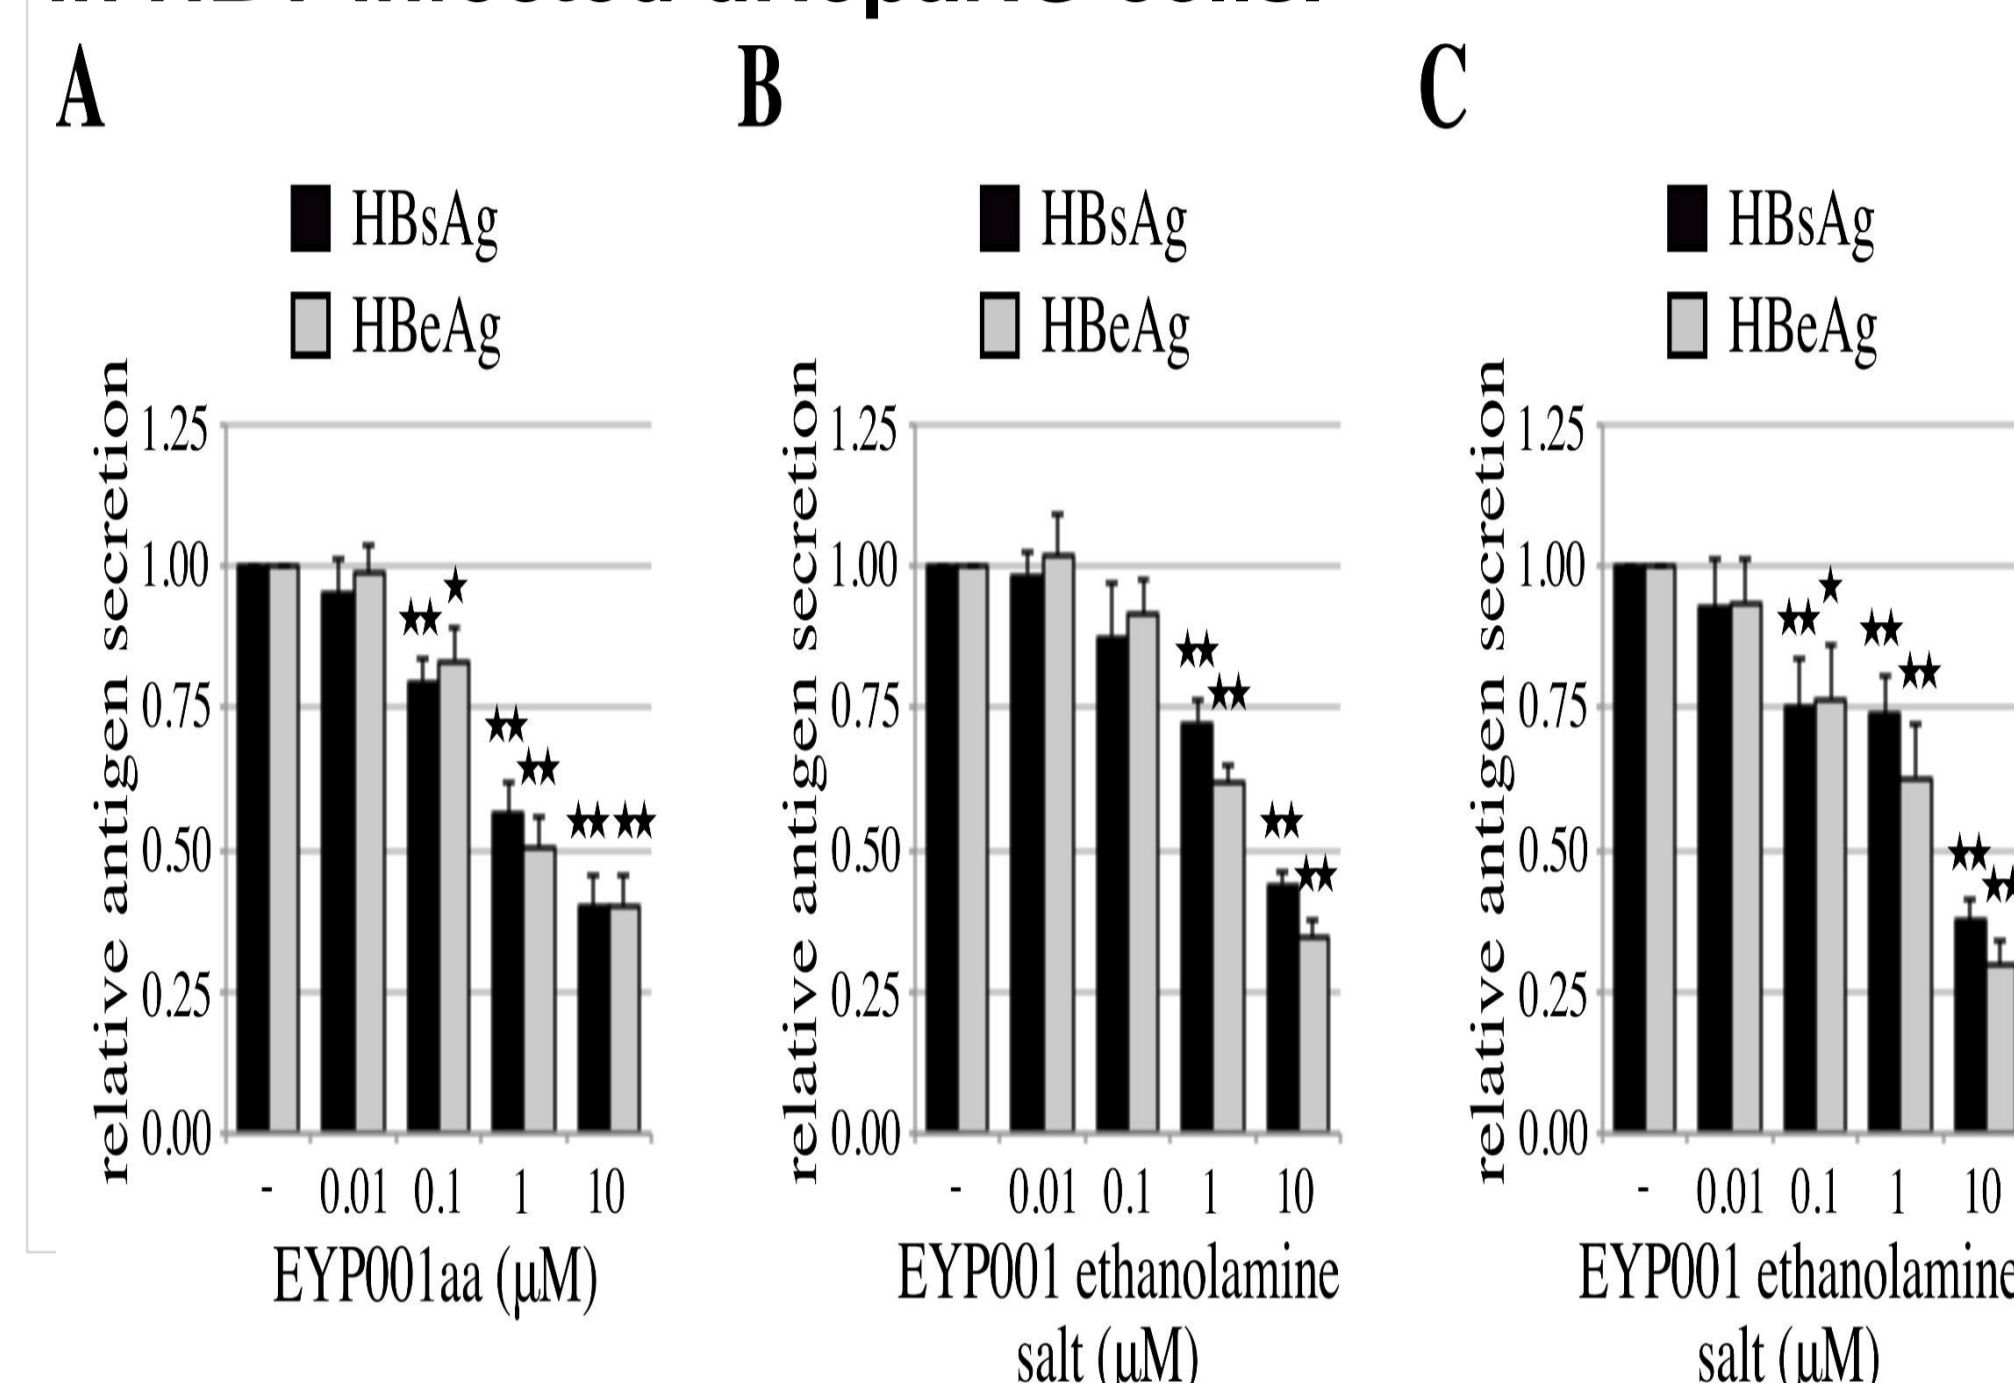 A
HBsAg
HBeAg
relative antigen secretion
1.25
1.00
0.75
0.50
0.25
0.00
★★
★
★★
★★
★★
★★
- 0.01 0.1 1 10
EYP001aa (μM)
B
HBsAg
HBeAg
relative antigen secretion
1.25
1.00
0.75
0.50
0.25
0.00
★★
★★
★★
★★
- 0.01 0.1 1 10
EYP001 ethanolamine
salt (μM)
C
HBsAg
HBeAg
relative antigen secretion
1.25
1.00
0.75
0.50
0.25
0.00
★★
★
★★
★★
★★
★★
- 0.01 0.1 1 10
EYP001 ethanolamine
salt (μM)